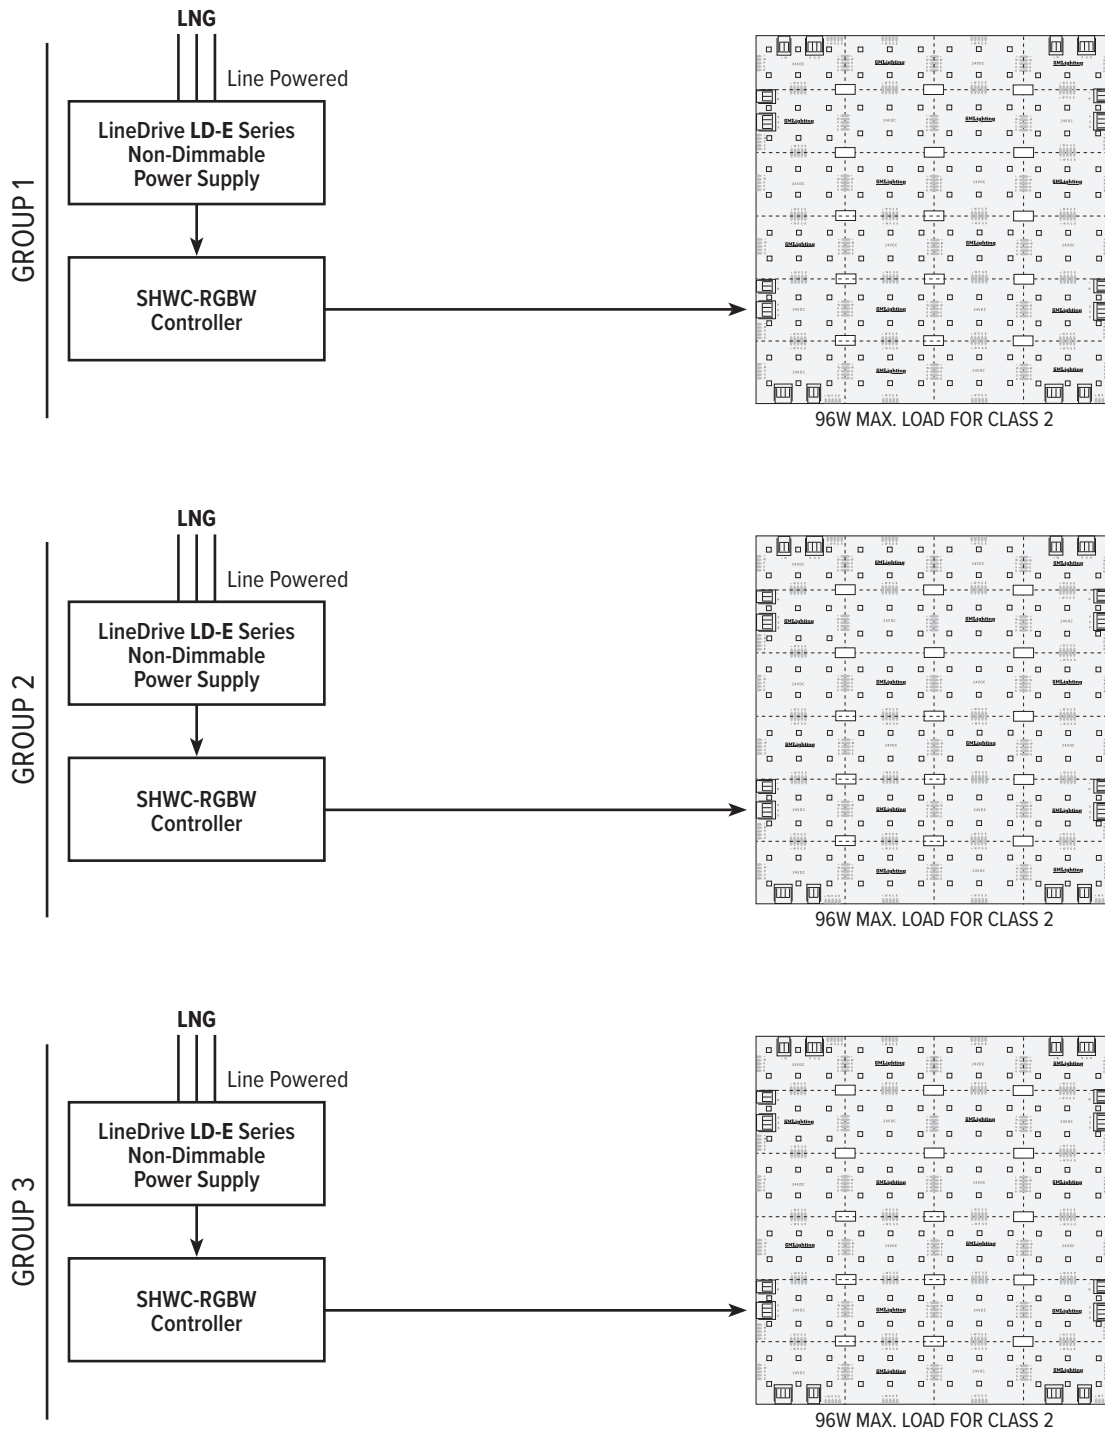 LNG
Line Powered
LineDrive LD-E Series
Non-Dimmable
Power Supply
GROUP 1
SHWC-RGBW
Controller
96W MAX. LOAD FOR CLASS 2
LNG
Line Powered
LineDrive LD-E Series
Non-Dimmable
Power Supply
GROUP 2
SHWC-RGBW
Controller
96W MAX. LOAD FOR CLASS 2
LNG
Line Powered
LineDrive LD-E Series
Non-Dimmable
Power Supply
GROUP 3
SHWC-RGBW
Controller
96W MAX. LOAD FOR CLASS 2